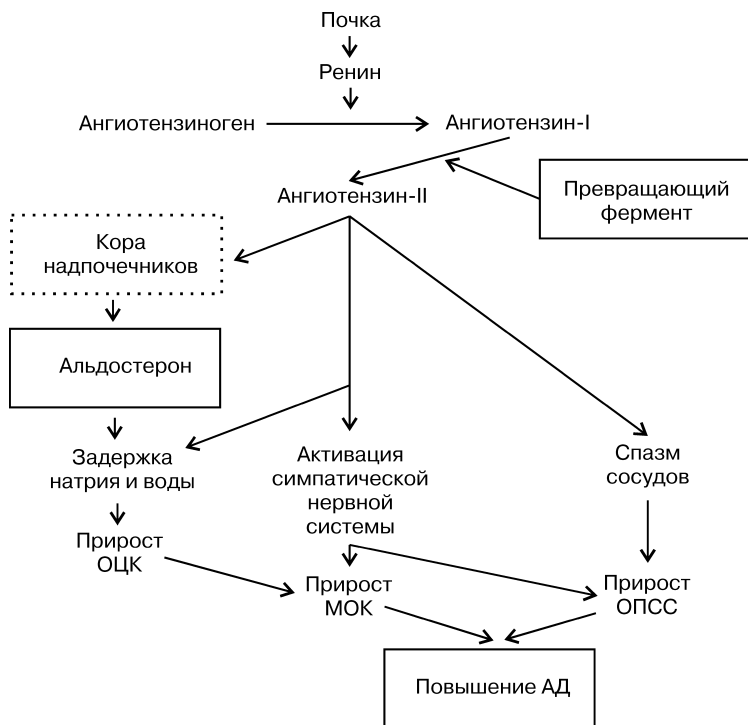 Почка
Ренин
Ангиотензиноген
Ангиотензин-I
Ангиотензин-II
Превращающий
фермент
Кора
надпочечников
Альдостерон
Задержка
натрия и воды
Активация
симпатической
нервной
системы
Спазм
сосудов
Прирост
ОЦК
Прирост
МОК
Прирост
ОПСС
Повышение АД